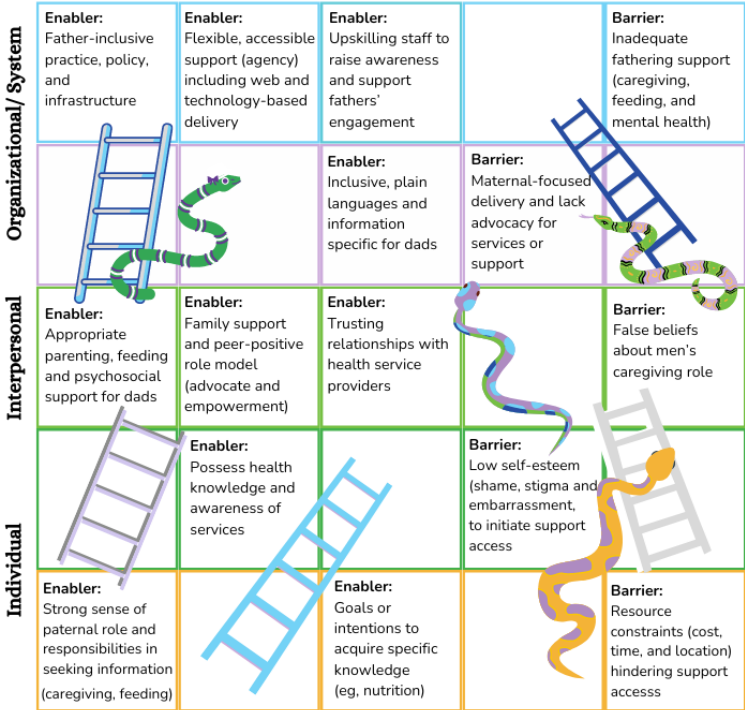 Organizational/ System
Enabler:
Father-inclusive
practice, policy,
and
infrastructure
Enabler:
Flexible, accessible
support (agency)
including web and
technology-based
delivery
Enabler:
Upskilling staff to
raise awareness
and support
fathers'
engagement
Barrier:
Inadequate
fathering support
(caregiving,
feeding, and
mental health)
Enabler:
Inclusive, plain
languages and
information
specific for dads
Barrier:
Maternal-focused
delivery and lack
advocacy for
services or
support
Interpersonal
Enabler:
Appropriate
parenting, feeding
and psychosocial
support for dads
Enabler:
Family support
and peer-positive
role model
(advocate and
empowerment)
Enabler:
Trusting
relationships with
health service
providers
Barrier:
False beliefs
about men's
caregiving role
Individual
Enabler:
Possess health
knowledge and
awareness of
services
Barrier:
Low self-esteem
(shame, stigma and
embarrassment,
to initiate support
access
Enabler:
Strong sense of
paternal role and
responsibilities in
seeking information
(caregiving, feeding)
Enabler:
Goals or
intentions to
acquire specific
knowledge
(eg, nutrition)
Barrier:
Resource
constraints (cost,
time, and location)
hindering support
accesss